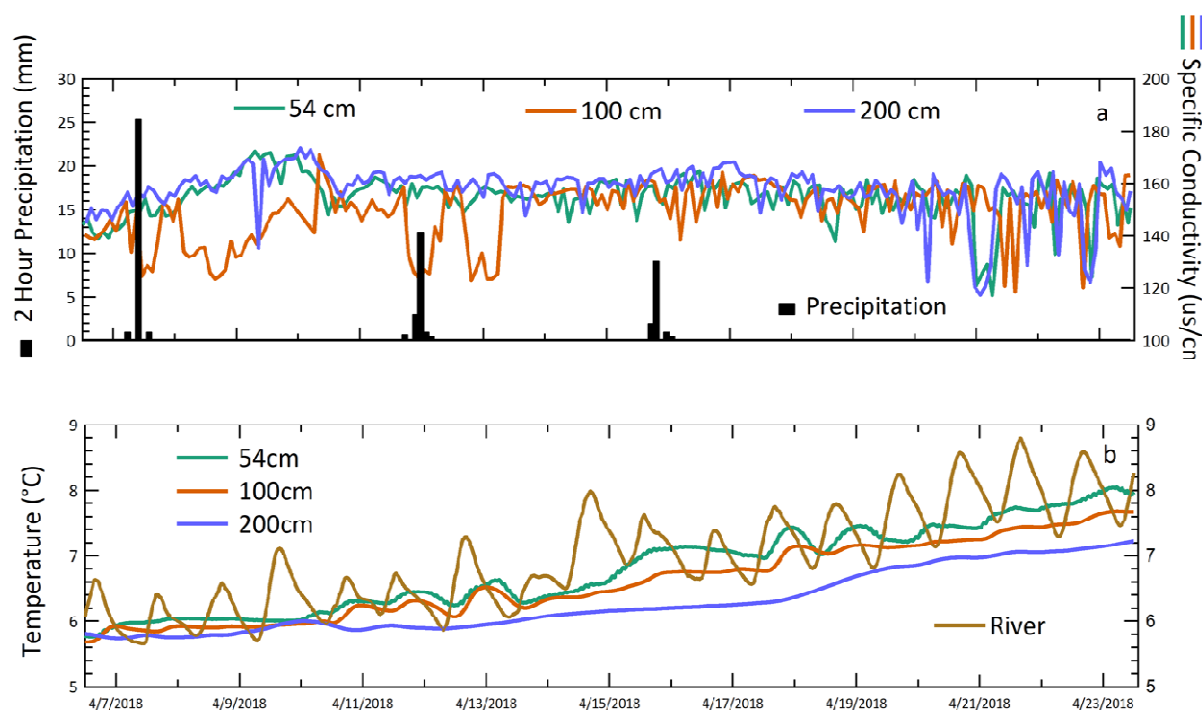 2 Hour Precipitation (mm)
30
25
20
15
10
5
0
54 cm
100 cm
200 cm
a
Precipitation
200
180
160
140
120
100
Specific Conductivity (us/cn
Temperature (°C)
9
8
7
6
5
54cm
100cm
200cm
b
River
9
8
7
6
5
4/7/2018 4/9/2018 4/11/2018 4/13/2018 4/15/2018 4/17/2018 4/19/2018 4/21/2018 4/23/2018